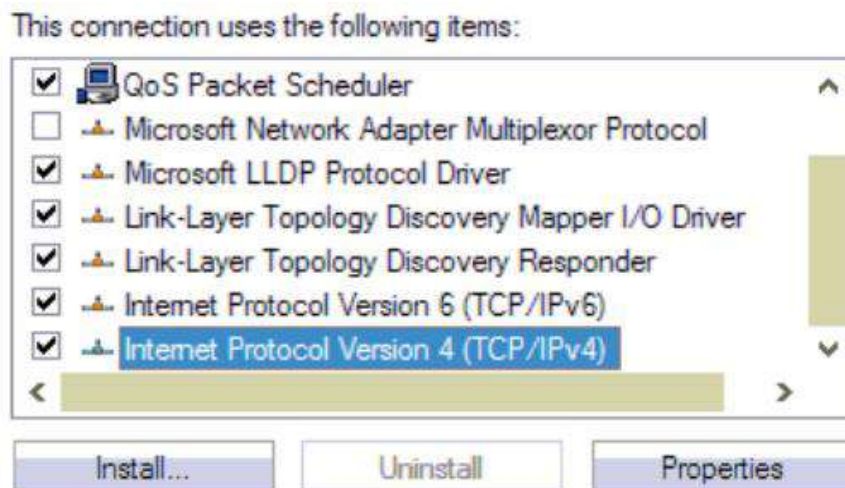 This connection uses the following items:
QoS Packet Scheduler
Microsoft Network Adapter Multiplexor Protocol
Microsoft LLDP Protocol Driver
Link-Layer Topology Discovery Mapper I/O Driver
Link-Layer Topology Discovery Responder
Internet Protocol Version 6 (TCP/IPv6)
Internet Protocol Version 4 (TCP/IPv4)
Install... Uninstall Properties